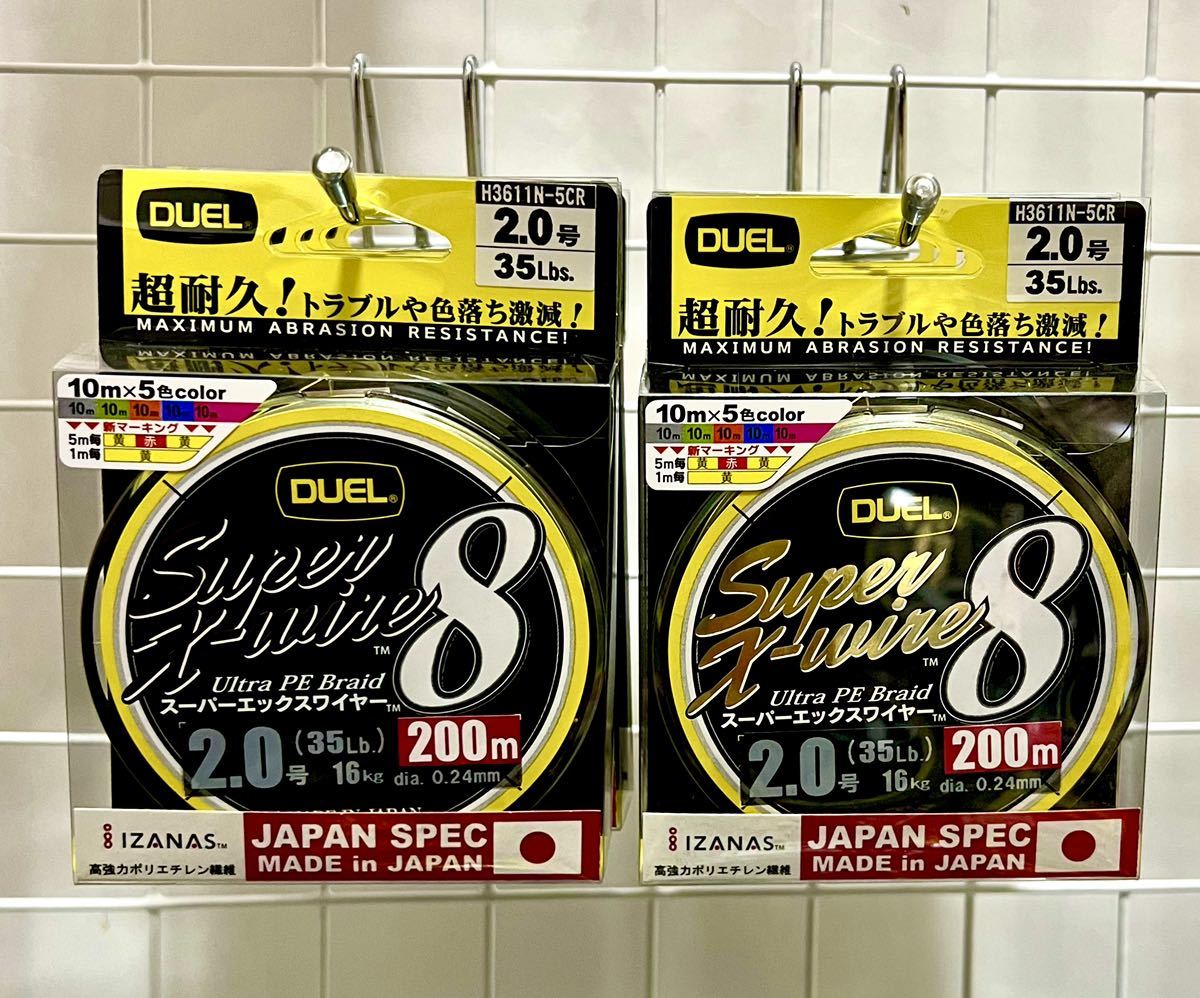 DUEL®
H3611N-5CR
2.0号
35Lbs.
超耐久！トラブルや色落ち激減！
MAXIMUM ABRASION RESISTANCE!
10m×5色color
10m 10m 10m 10m 10m
新マーキング
5m毎 黄 赤 黄
1m毎 黄
DUEL®
Super
X-wire 8
TM
Ultra PE Braid
スーパーエックスワイヤー™
2.0号 (35Lb.) 200m
16kg dia. 0.24mm
IZANAS™
高強力ポリエチレン繊維
JAPAN SPEC
MADE in JAPAN
DUEL®
H3611N-5CR
2.0号
35Lbs.
超耐久！トラブルや色落ち激減！
MAXIMUM ABRASION RESISTANCE!
10m×5色color
10m 10m 10m 10m 10m
新マーキング
5m毎 黄 赤 黄
1m毎 黄
DUEL®
Super
X-wire 8
TM
Ultra PE Braid
スーパーエックスワイヤー™
2.0号 (35Lb.) 200m
16kg dia. 0.24mm
IZANAS™
高強力ポリエチレン繊維
JAPAN SPEC
MADE in JAPAN